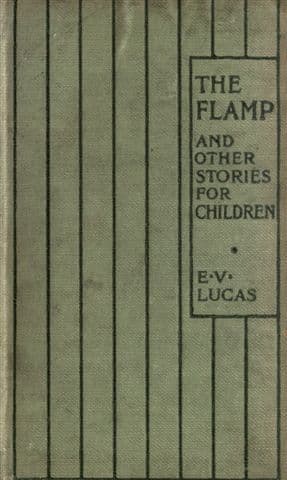 THE
FLAMP
AND
OTHER
STORIES
FOR
CHILDREN
E·V·
LUCAS